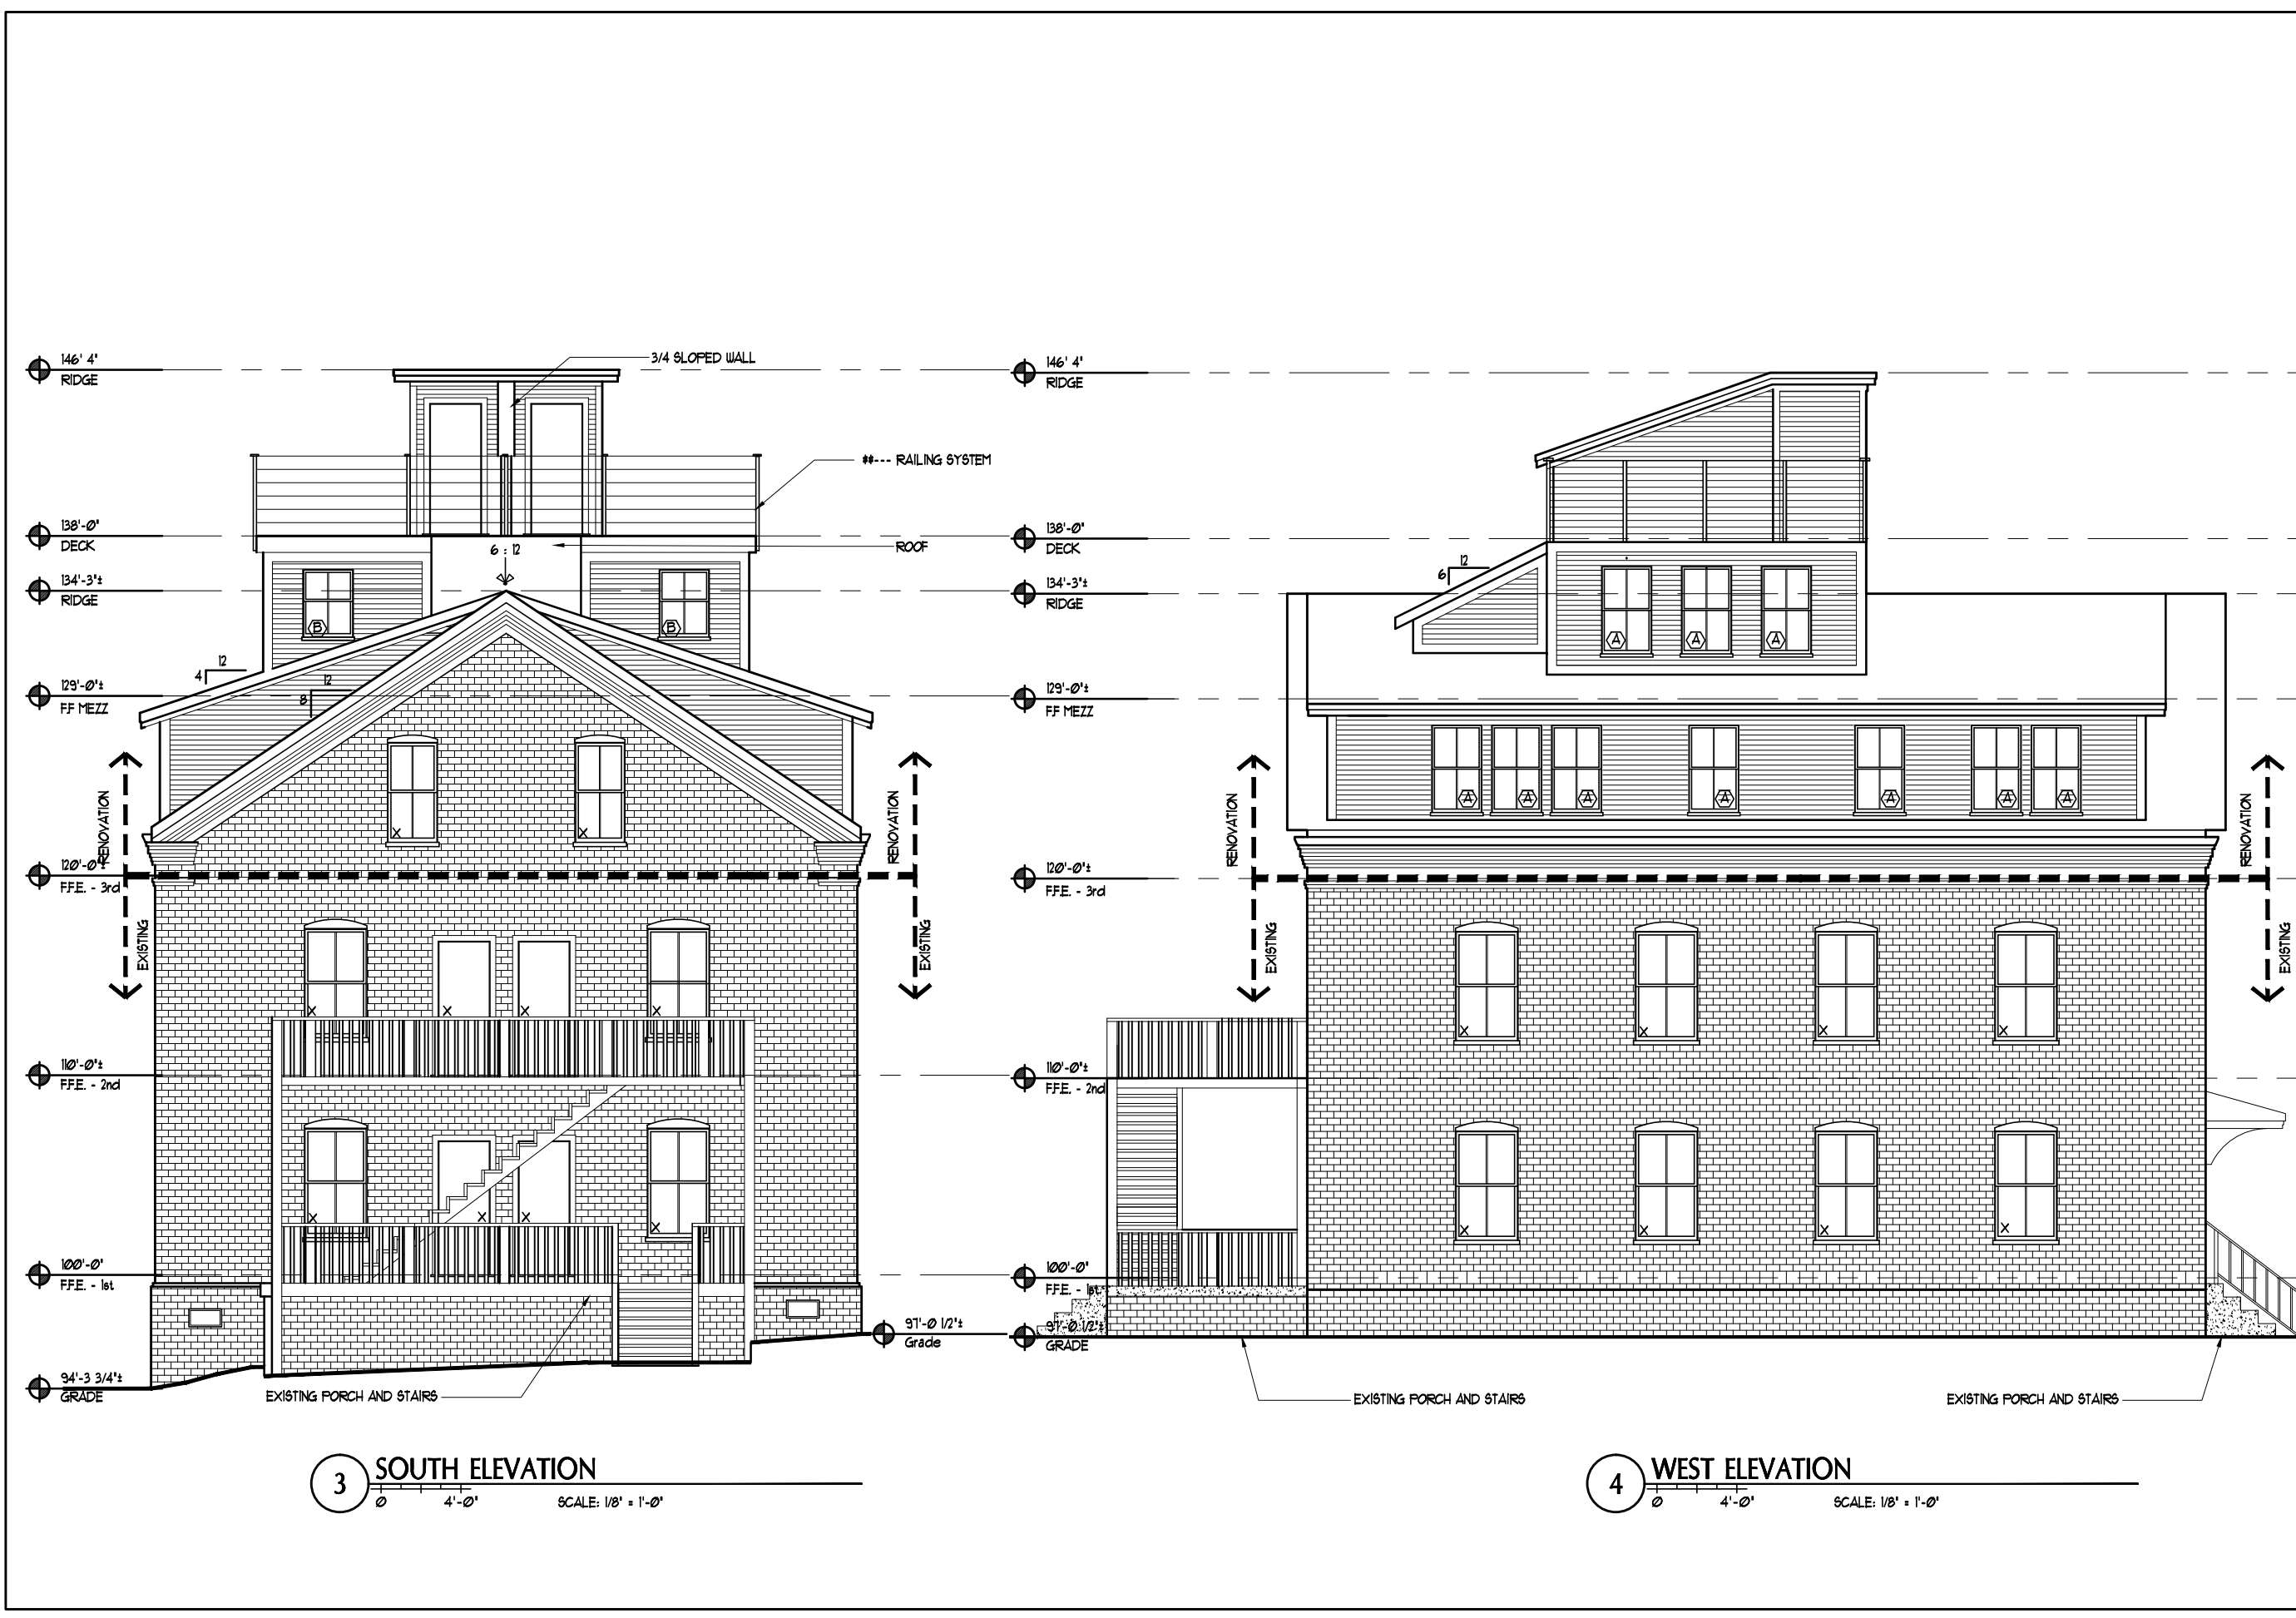 146' 4"
RIDGE
3/4 SLOPED WALL
##--- RAILING SYSTEM
138'-0"
DECK
6 : 12
ROOF
134'-3"±
RIDGE
B
B
12
4
12
8
129'-0"±
F.F MEZZ
RENOVATION
RENOVATION
120'-0"±
F.F.E. - 3rd
EXISTING
EXISTING
X
X
X
X
X
X
110'-0"±
F.F.E. - 2nd
X
X
X
X
100'-0"
F.F.E. - 1st
97'-0 1/2"±
Grade
94'-3 3/4"±
GRADE
EXISTING PORCH AND STAIRS
3
SOUTH ELEVATION
0
4'-0"
SCALE: 1/8" = 1'-0"
146' 4"
RIDGE
138'-0"
DECK
12
6
134'-3"±
RIDGE
A
A
A
129'-0"±
F.F MEZZ
A
A
A
A
A
A
A
RENOVATION
RENOVATION
120'-0"±
F.F.E. - 3rd
EXISTING
EXISTING
X
X
X
X
110'-0"±
F.F.E. - 2nd
X
X
X
X
100'-0"
F.F.E. - 1st
97'-0 1/2"±
GRADE
EXISTING PORCH AND STAIRS
EXISTING PORCH AND STAIRS
4
WEST ELEVATION
0
4'-0"
SCALE: 1/8" = 1'-0"